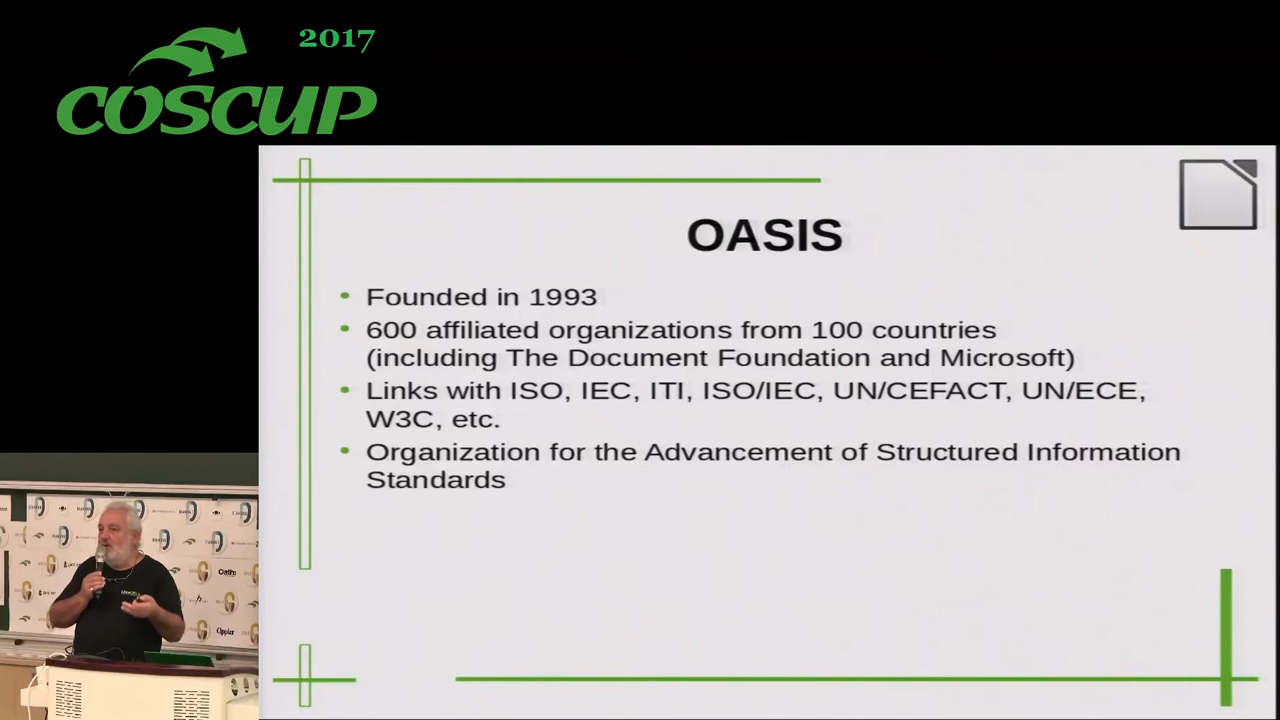 2017
COSCUP
OASIS
• Founded in 1993
• 600 affiliated organizations from 100 countries
(including The Document Foundation and Microsoft)
• Links with ISO, IEC, ITI, ISO/IEC, UN/CEFACT, UN/ECE,
W3C, etc.
• Organization for the Advancement of Structured Information
Standards
Oath:
Oppier